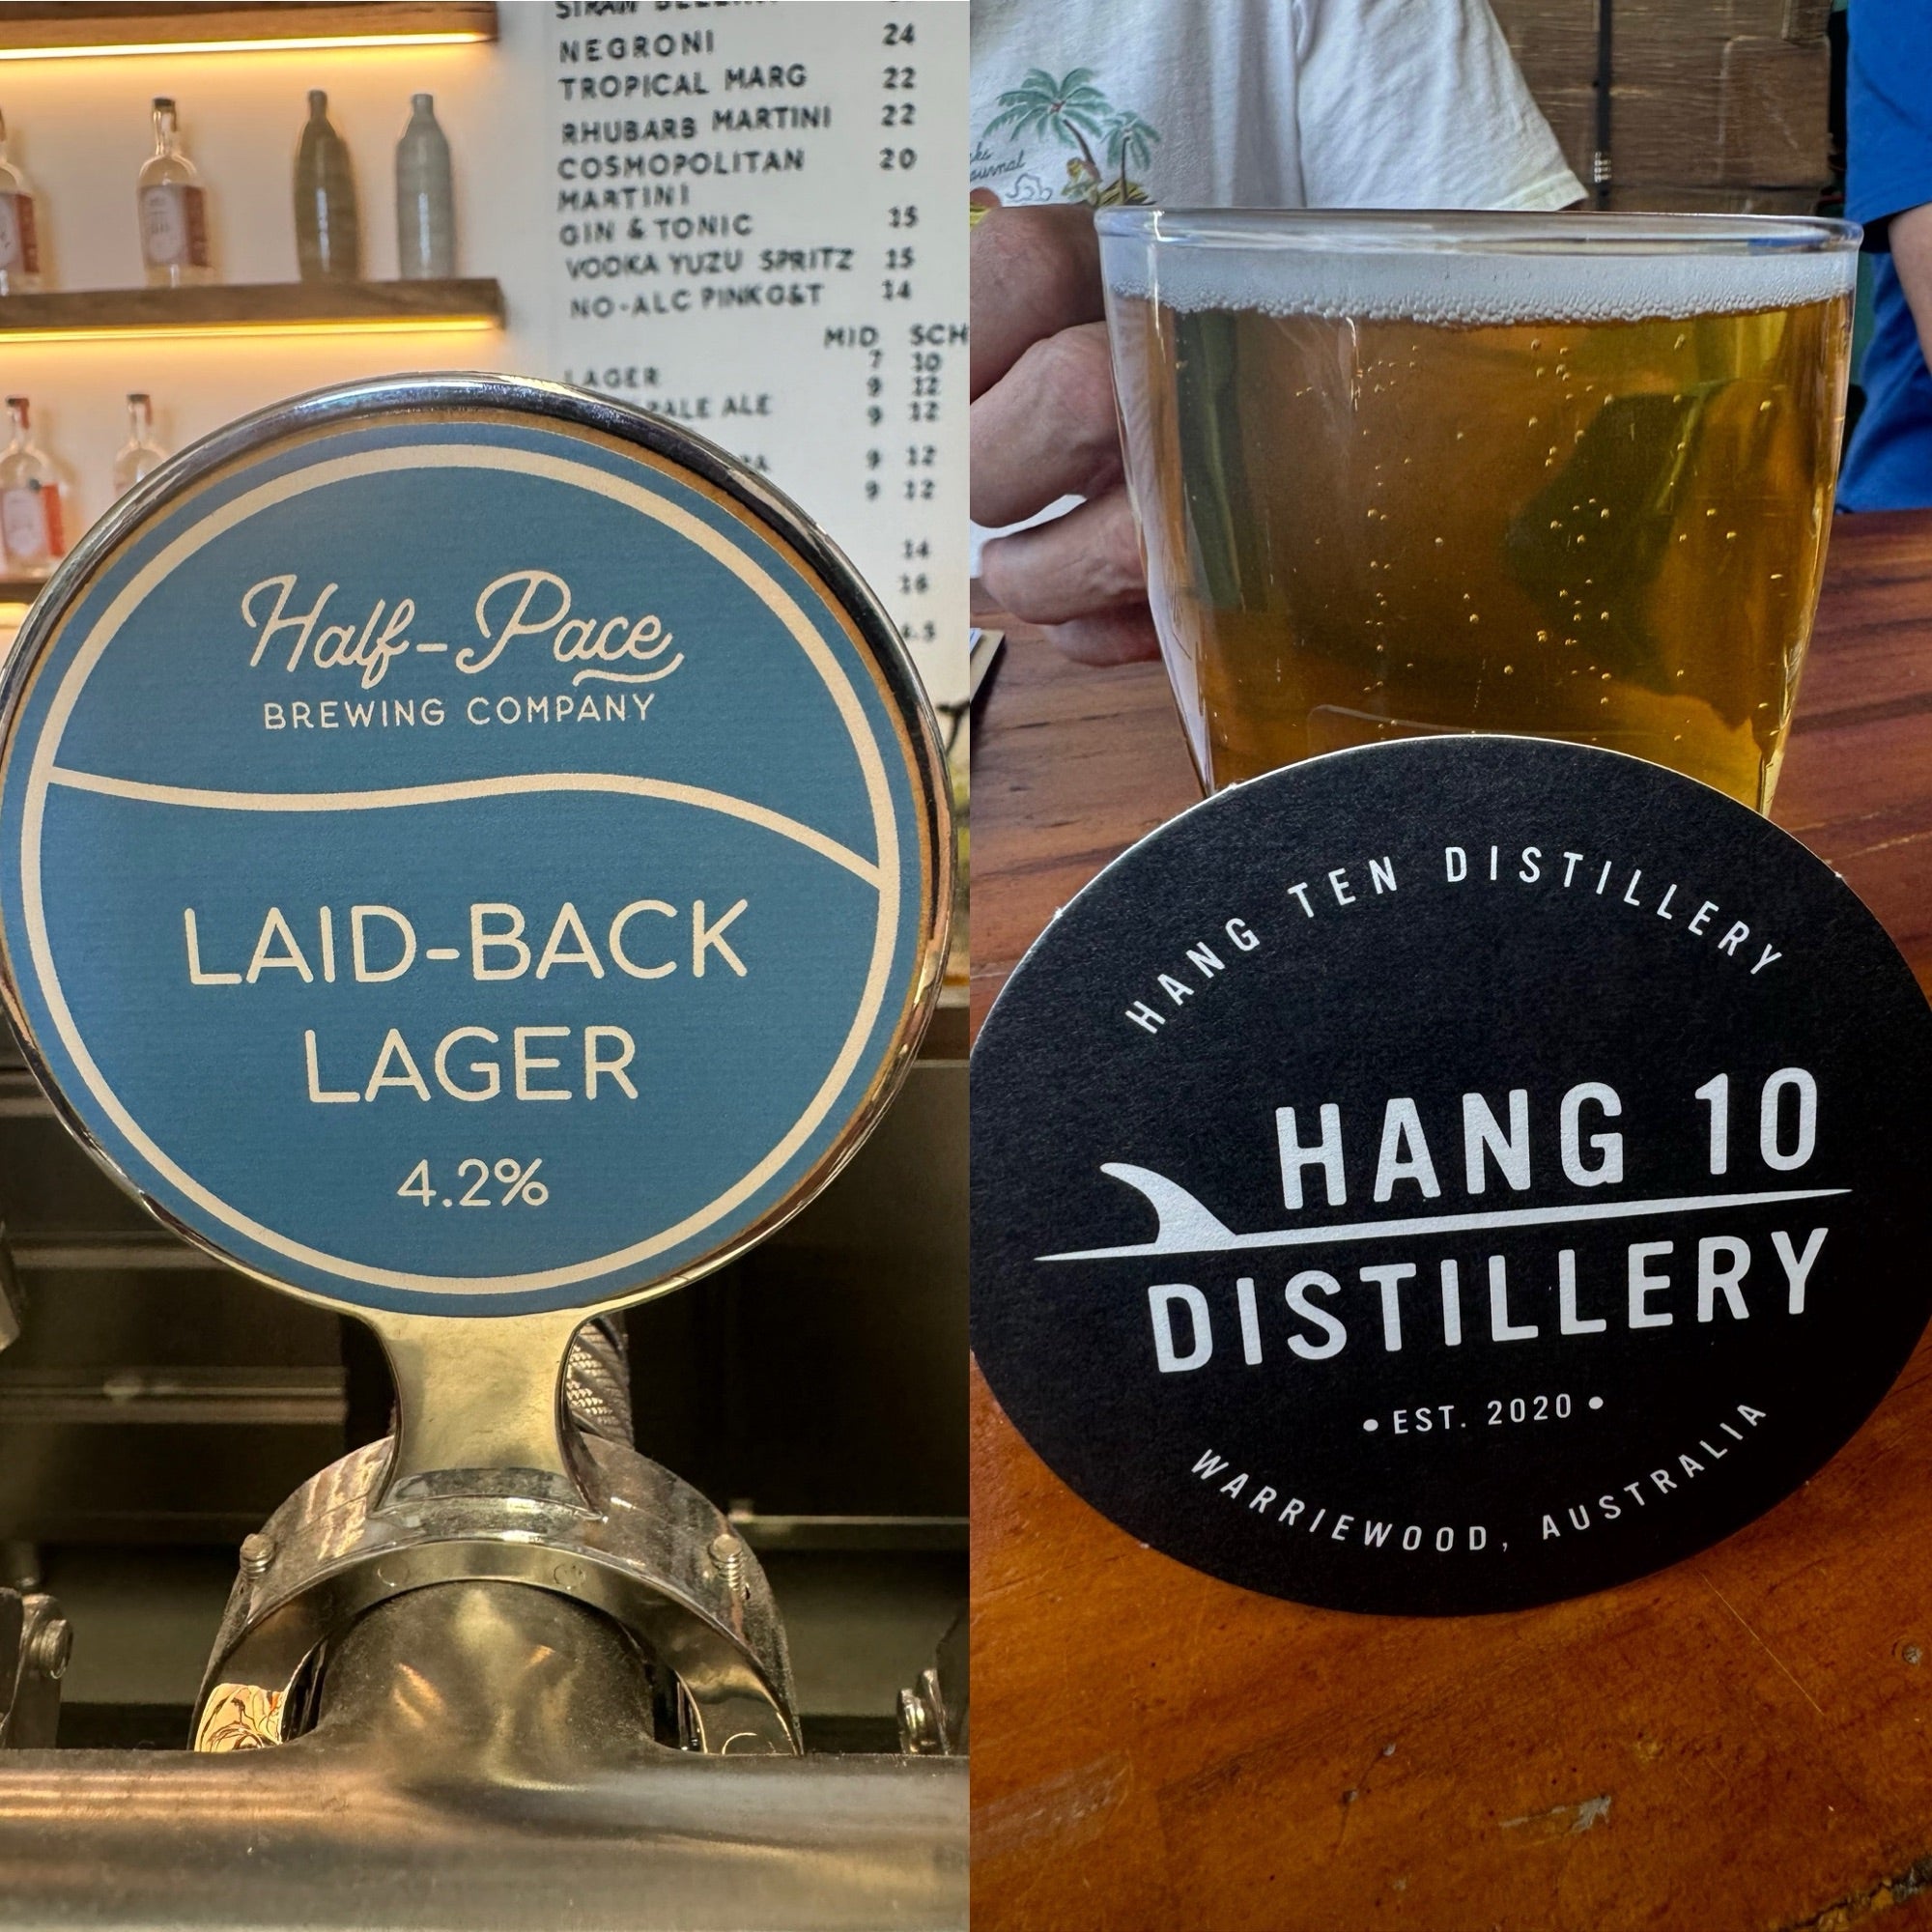 NEGRONI 24
TROPICAL MARG 22
RHUBARB MARTINI 22
COSMOPOLITAN 20
MARTINI
GIN & TONIC 15
VODKA YUZU SPRITZ 15
NO-ALC PINK G&T 14
MID SCH
7 10
LAGER 9 12
PALE ALE 9 12
9 12
9 12
14
16
Half-Pace
BREWING COMPANY
LAID-BACK
LAGER
4.2%
HANG TEN DISTILLERY
HANG 10
DISTILLERY
• EST. 2020 •
WARRIEWOOD, AUSTRALIA